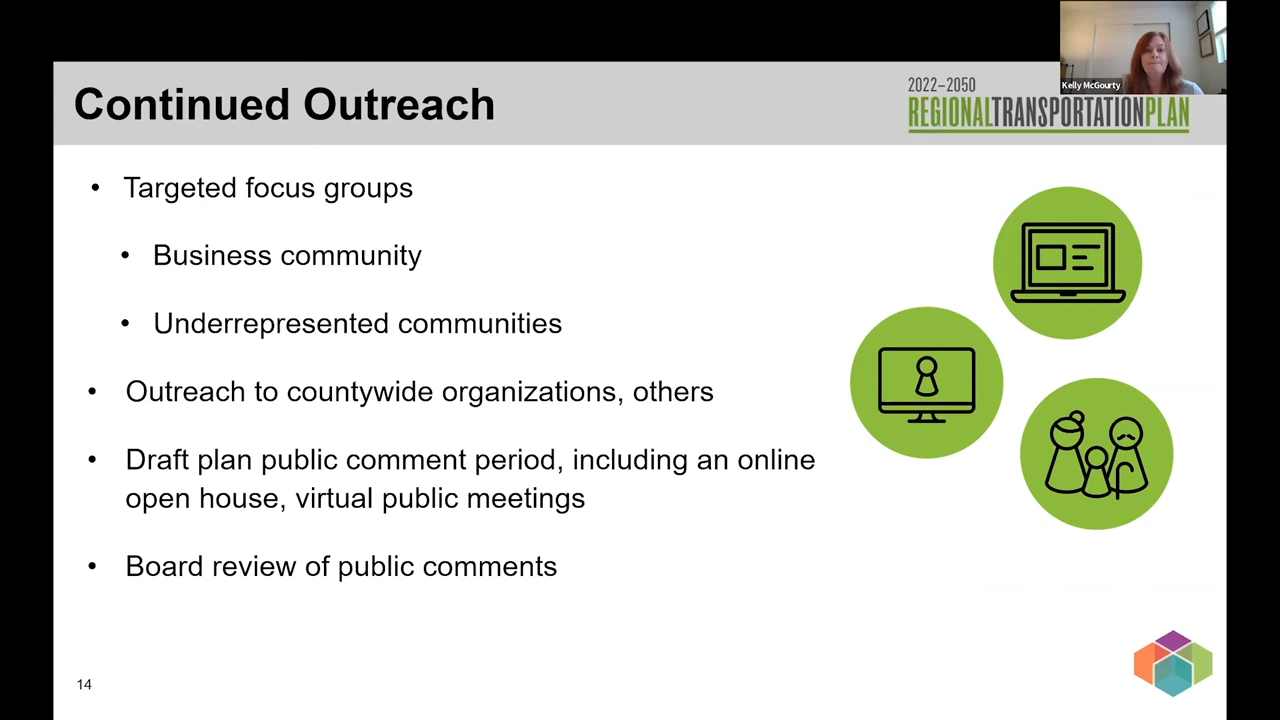 Continued Outreach
2022–2050
REGIONALTRANSPORTATIONPLAN
Kelly McGourty
• Targeted focus groups
• Business community
• Underrepresented communities
• Outreach to countywide organizations, others
• Draft plan public comment period, including an online
open house, virtual public meetings
• Board review of public comments
14